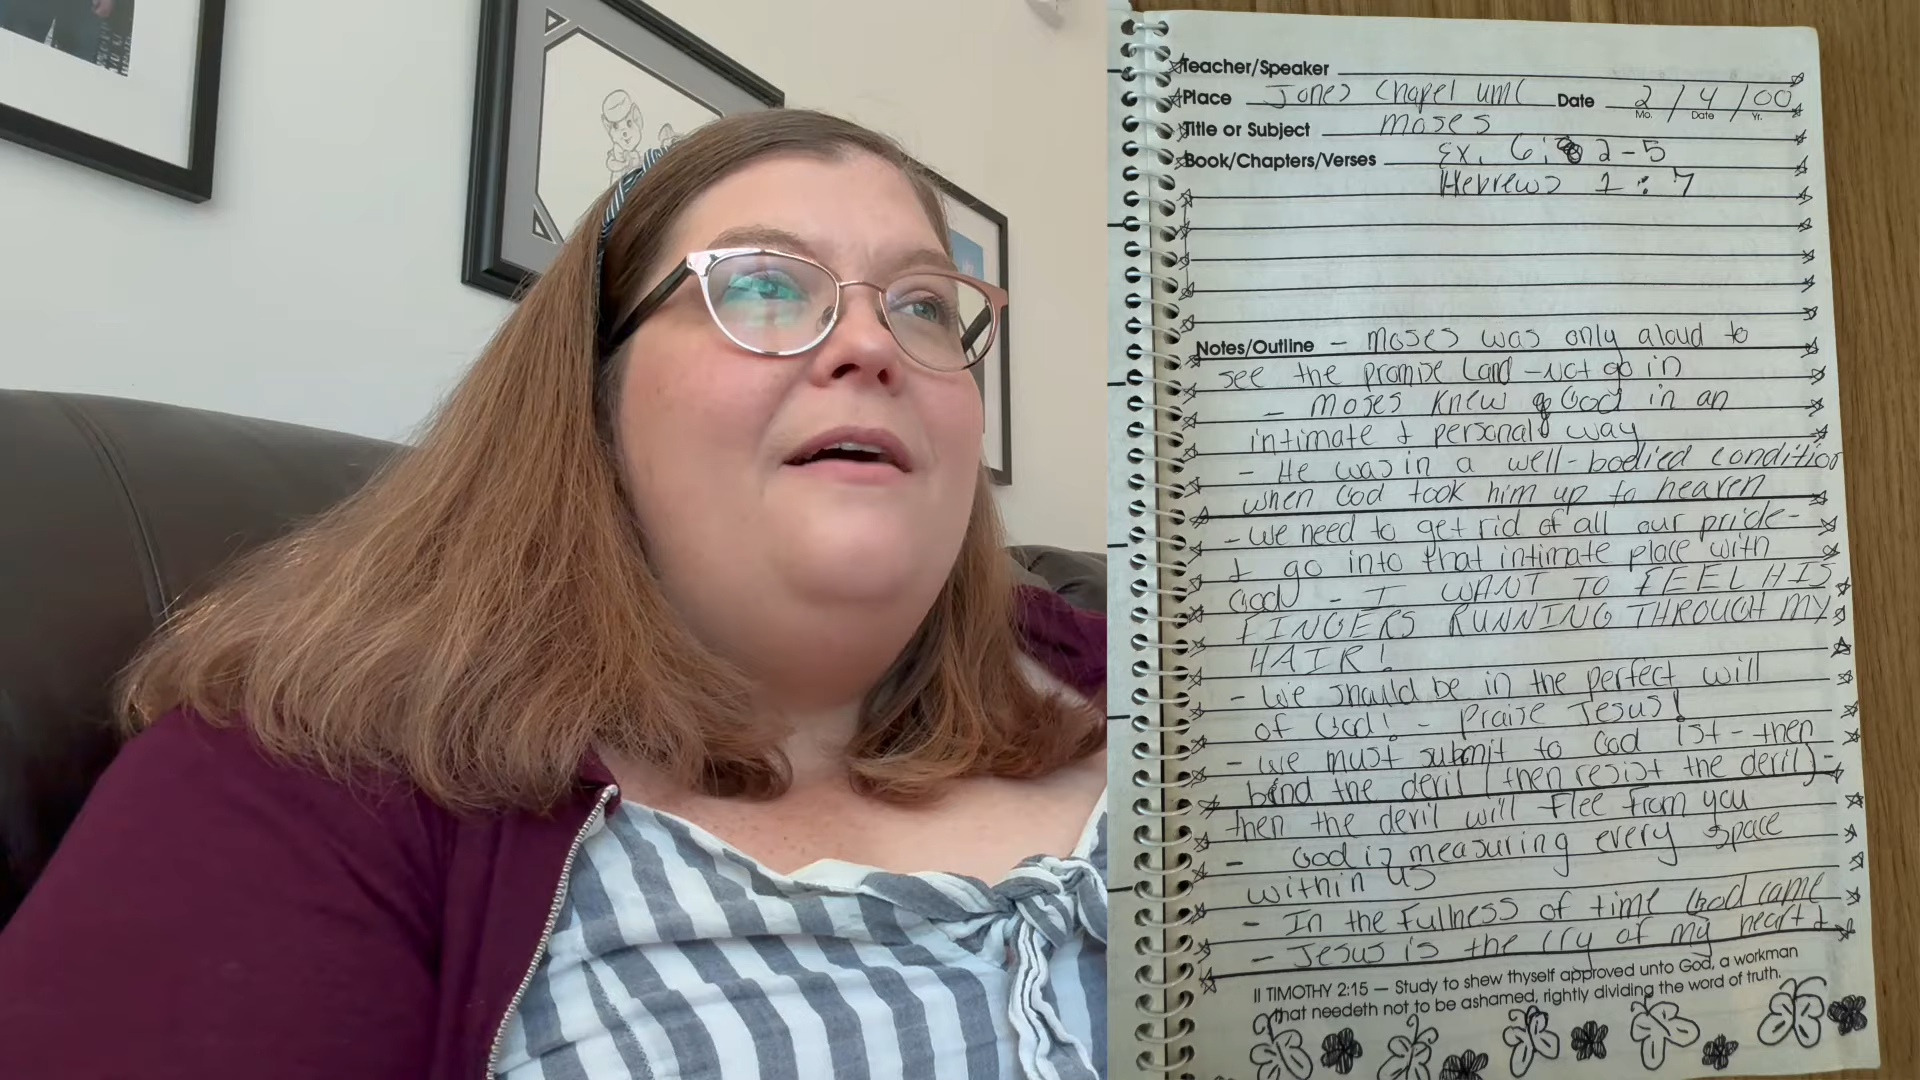 Teacher/Speaker
Place Jones Chapel UMC Date 2/4/00
Mo. Date Yr.
Title or Subject Moses
Book/Chapters/Verses Ex. 6: 2-5
Hebrews 1:7
Notes/Outline - Moses was only aloud to
see the promise Land - Not go in
- Moses knew God in an
intimate & personal way
- He was in a well-bodied condition
when God took him up to heaven
- we need to get rid of all our pride -
& go into that intimate place with
God - I WANT TO FEEL HIS
FINGERS RUNNING THROUGH MY
HAIR!
- we should be in the perfect will
of God! - Praise Jesus!
- we must submit to God 1st - then
bind the devil (then resist the devil) -
then the devil will flee from you
- God is measuring every space
within us
- In the Fullness of time God came
- Jesus is the cry of my heart &
II TIMOTHY 2:15 — Study to shew thyself approved unto God, a workman
that needeth not to be ashamed, rightly dividing the word of truth.